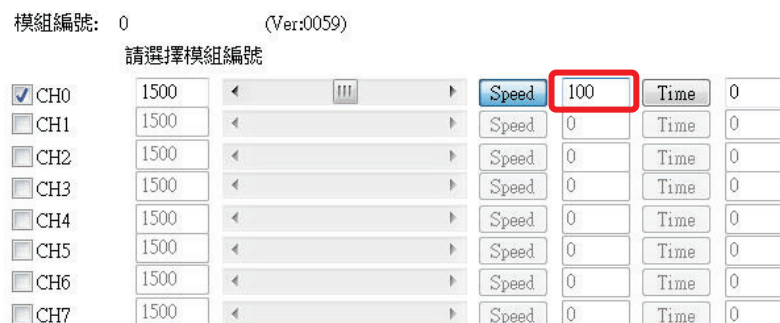 模組編號: 0 (Ver:0059)
請選擇模組編號
CH0 1500 Speed 100 Time 0
CH1 1500 Speed 0 Time 0
CH2 1500 Speed 0 Time 0
CH3 1500 Speed 0 Time 0
CH4 1500 Speed 0 Time 0
CH5 1500 Speed 0 Time 0
CH6 1500 Speed 0 Time 0
CH7 1500 Speed 0 Time 0